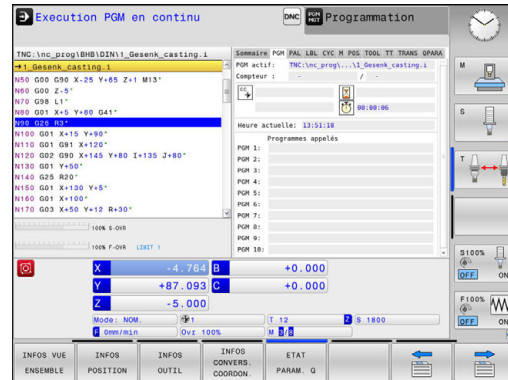 Execution PGM en continu
DNC
PGM MGT
Programmation
TNC:\nc_prog\BHB\DIN\1_Gesenk_casting.i
→1_Gesenk_casting.i
N50 G00 G90 X-25 Y+65 Z+1 M13*
N60 G00 Z-5*
N70 G98 L1*
N80 G01 X+5 Y+80 G41*
N90 G26 R3*
N100 G01 X+15 Y+90*
N110 G01 G91 X+120*
N120 G02 G90 X+145 Y+80 I+135 J+80*
N130 G01 Y+50*
N140 G25 R20*
N150 G01 X+130 Y+5*
N160 G01 X+100*
N170 G03 X+50 Y+12 R+30*
100% S-OVR
100% F-OVR LIMIT 1
Sommaire PGM PAL LBL CYC M POS TOOL TT TRANS QPARA
PGM actif: TNC:\nc_prog\...\1_Gesenk_casting.i
Compteur : - / -
CC
00:00:06
Heure actuelle: 13:51:18
Programmes appelés
PGM 1:
PGM 2:
PGM 3:
PGM 4:
PGM 5:
PGM 6:
PGM 7:
PGM 8:
PGM 9:
PGM 10:
X -4.764 B +0.000
Y +87.093 C +0.000
Z -5.000
Mode: NOM. 1 T 12 Z S 1800
F 0mm/min Ovr 100% M 3/8
M
S
T
S100%
OFF ON
F100%
OFF ON
INFOS VUE ENSEMBLE
INFOS POSITION
INFOS OUTIL
INFOS CONVERS. COORDON.
ETAT PARAM. Q